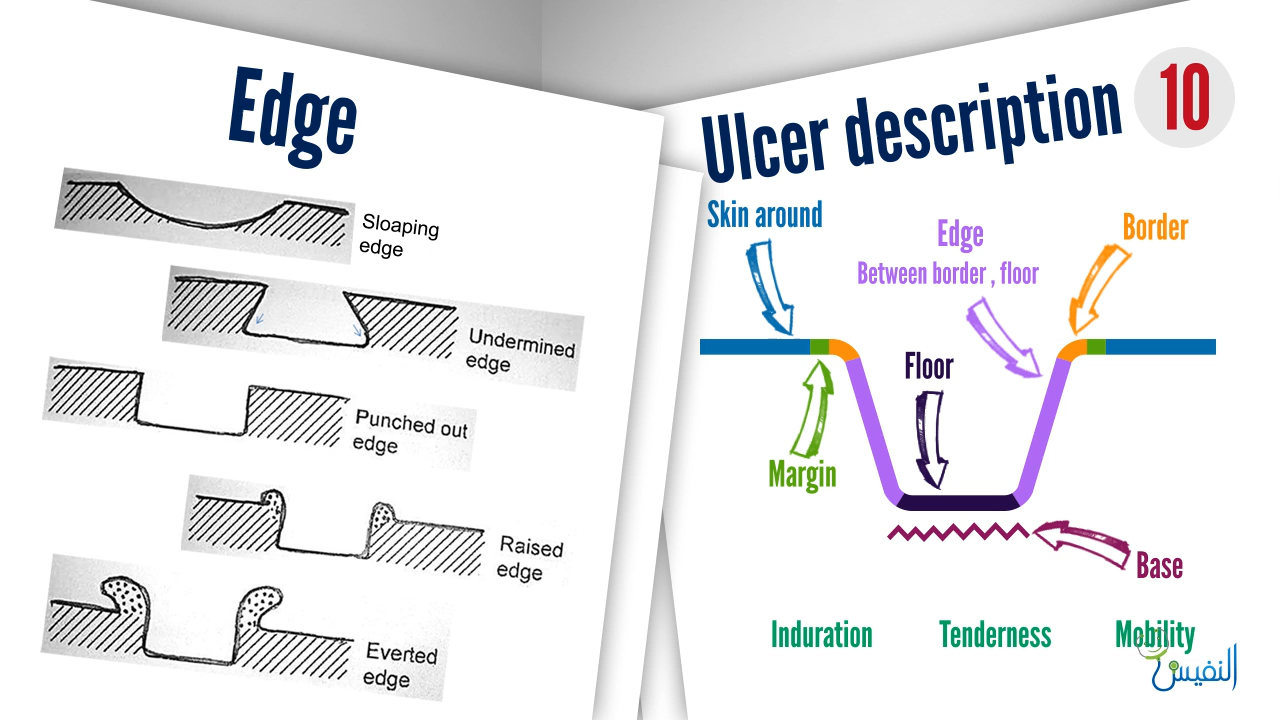 Edge
Sloaping
edge
Undermined
edge
Punched out
edge
Raised
edge
Everted
edge
Ulcer description
10
Skin around
Edge
Between border , floor
Border
Floor
Margin
Base
Induration
Tenderness
Mobility
النفيس